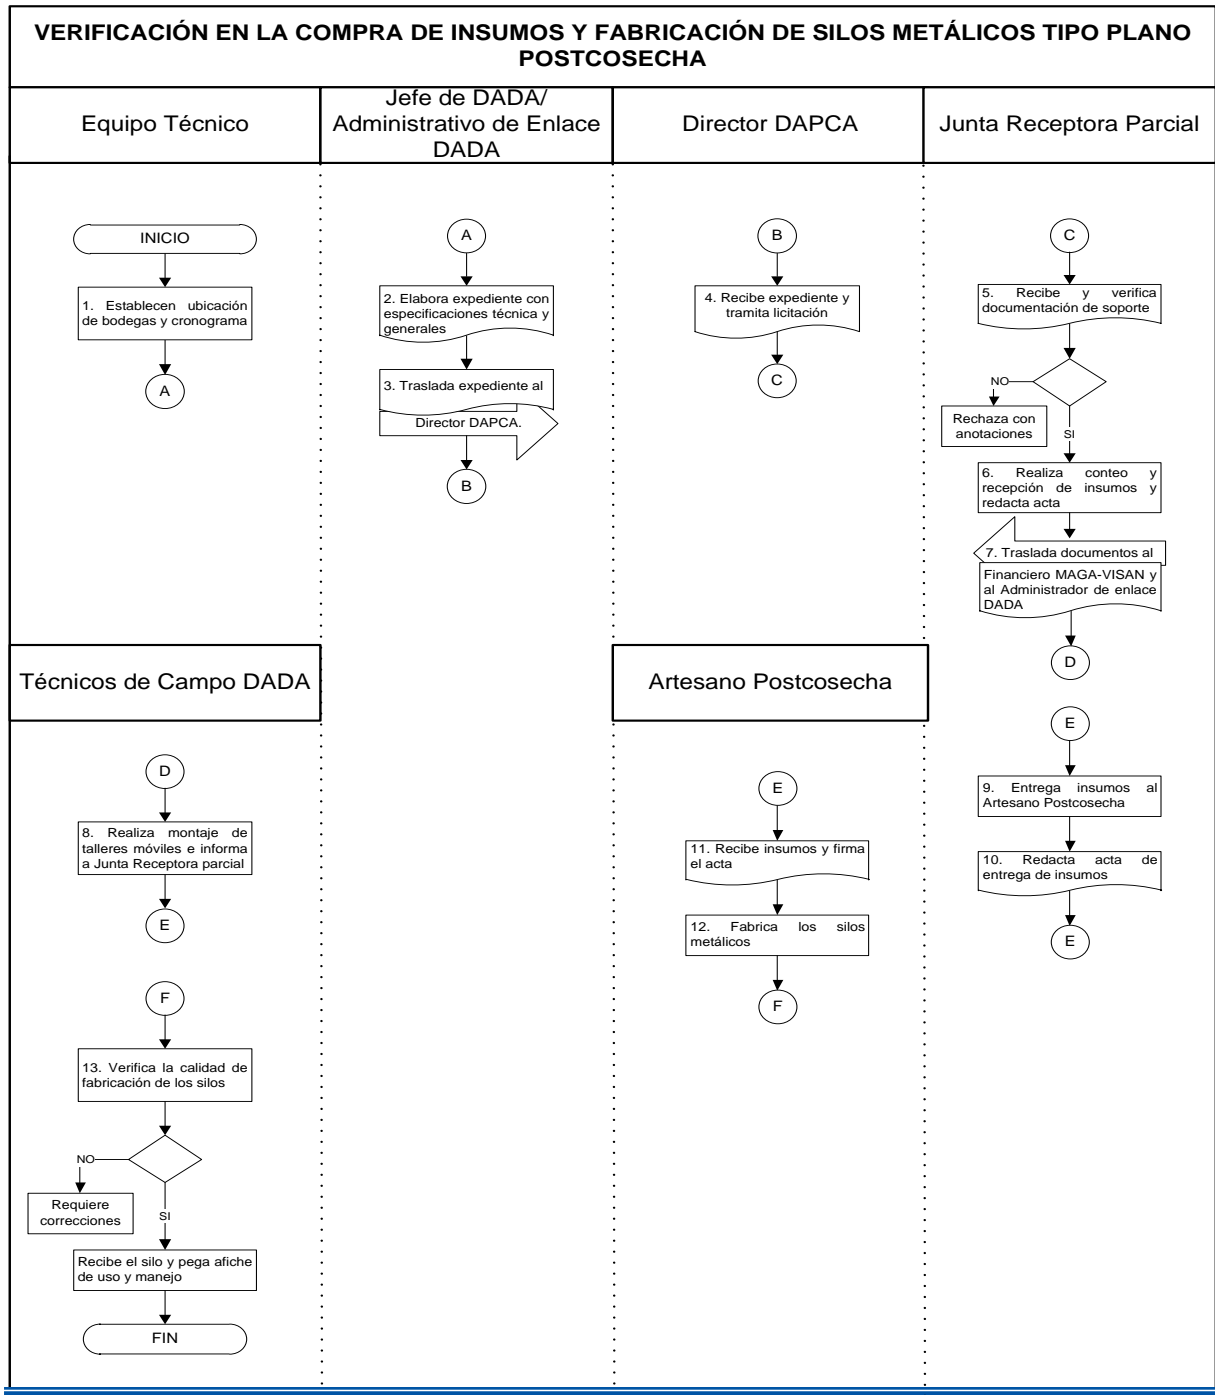 VERIFICACIÓN EN LA COMPRA DE INSUMOS Y FABRICACIÓN DE SILOS METÁLICOS TIPO PLANO
POSTCOSECHA
Equipo Técnico
Jefe de DADA/
Administrativo de Enlace
DADA
Director DAPCA
Junta Receptora Parcial
INICIO
1. Establecen ubicación
de bodegas y cronograma
A
A
2. Elabora expediente con
especificaciones técnica y
generales
3. Traslada expediente al
Director DAPCA.
B
B
4. Recibe expediente y
tramita licitación
C
C
5. Recibe y verifica
documentación de soporte
NO
Rechaza con
anotaciones
SI
6. Realiza conteo y
recepción de insumos y
redacta acta
7. Traslada documentos al
Financiero MAGA-VISAN y
al Administrador de enlace
DADA
D
Técnicos de Campo DADA
D
8. Realiza montaje de
talleres móviles e informa
a Junta Receptora parcial
E
E
9. Entrega insumos al
Artesano Postcosecha
10. Redacta acta de
entrega de insumos
E
Artesano Postcosecha
E
11. Recibe insumos y firma
el acta
12. Fabrica los silos
metálicos
F
F
13. Verifica la calidad de
fabricación de los silos
NO
Requiere
correcciones
SI
Recibe el silo y pega afiche
de uso y manejo
FIN